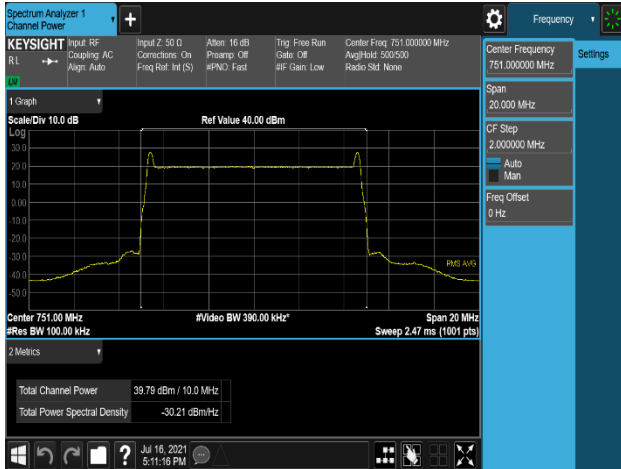 Spectrum Analyzer 1
Channel Power
+
Frequency
KEYSIGHT
RL
LU
Input: RF
Coupling: AC
Align: Auto
Input Z: 50 Ω
Corrections: On
Freq Ref: Int (S)
Atten: 16 dB
Preamp: Off
#PNO: Fast
Trig: Free Run
Gate: Off
#IF Gain: Low
Center Freq: 751.000000 MHz
Avg|Hold: 500/500
Radio Std: None
Center Frequency
751.000000 MHz
Settings
Span
20.000 MHz
CF Step
2.000000 MHz
Auto
Man
Freq Offset
0 Hz
1 Graph
Scale/Div 10.0 dB
Ref Value 40.00 dBm
Log
30.0
20.0
10.0
0.00
-10.0
-20.0
-30.0
-40.0
-50.0
RMS AVG
Center 751.00 MHz
#Video BW 390.00 kHz*
Span 20 MHz
#Res BW 100.00 kHz
Sweep 2.47 ms (1001 pts)
2 Metrics
Total Channel Power 39.79 dBm / 10.0 MHz
Total Power Spectral Density -30.21 dBm/Hz
?
Jul 16, 2021
5:11:16 PM